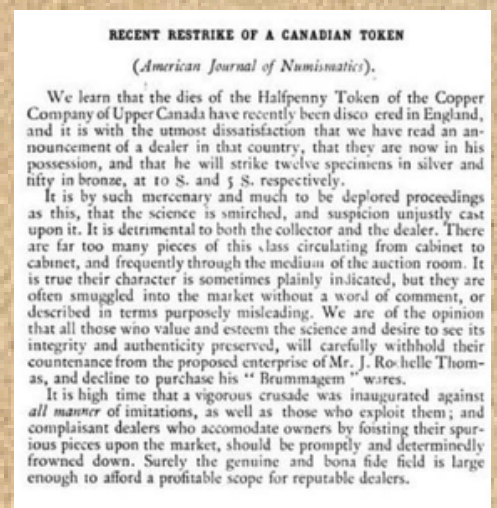 RECENT RESTRIKE OF A CANADIAN TOKEN
(American Journal of Numismatics).
We learn that the dies of the Halfpenny Token of the Copper
Company of Upper Canada have recently been disco ered in England,
and it is with the utmost dissatisfaction that we have read an an-
nouncement of a dealer in that country, that they are now in his
possession, and that he will strike twelve specimens in silver and
fifty in bronze, at 10 S. and 5 S. respectively.
It is by such mercenary and much to be deplored proceedings
as this, that the science is smirched, and suspicion unjustly cast
upon it. It is detrimental to both the collector and the dealer. There
are far too many pieces of this class circulating from cabinet to
cabinet, and frequently through the medium of the auction room. It
is true their character is sometimes plainly indicated, but they are
often smuggled into the market without a word of comment, or
described in terms purposely misleading. We are of the opinion
that all those who value and esteem the science and desire to see its
integrity and authenticity preserved, will carefully withhold their
countenance from the proposed enterprise of Mr. J. Rochelle Thom-
as, and decline to purchase his " Brummagem " wares.
It is high time that a vigorous crusade was inaugurated against
all manner of imitations, as well as those who exploit them ; and
complaisant dealers who accomodate owners by foisting their spur-
ious pieces upon the market, should be promptly and determinedly
frowned down. Surely the genuine and bona fide field is large
enough to afford a profitable scope for reputable dealers.